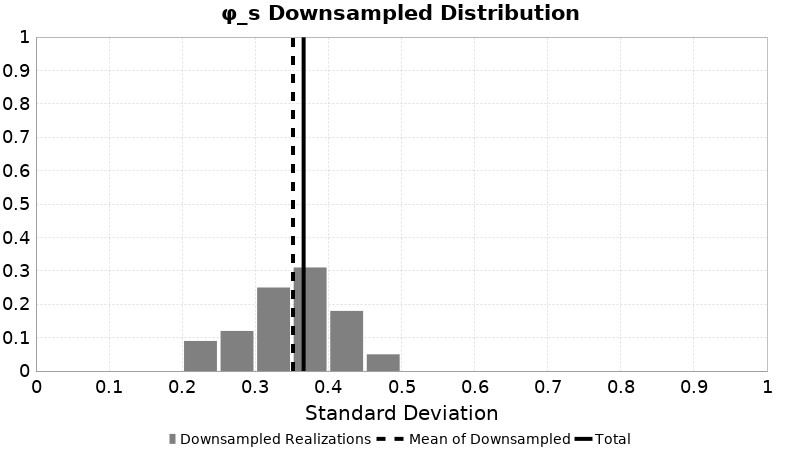 φ_s Downsampled Distribution
1
0.9
0.8
0.7
0.6
0.5
0.4
0.3
0.2
0.1
0
0 0.1 0.2 0.3 0.4 0.5 0.6 0.7 0.8 0.9 1
Standard Deviation
Downsampled Realizations Mean of Downsampled Total